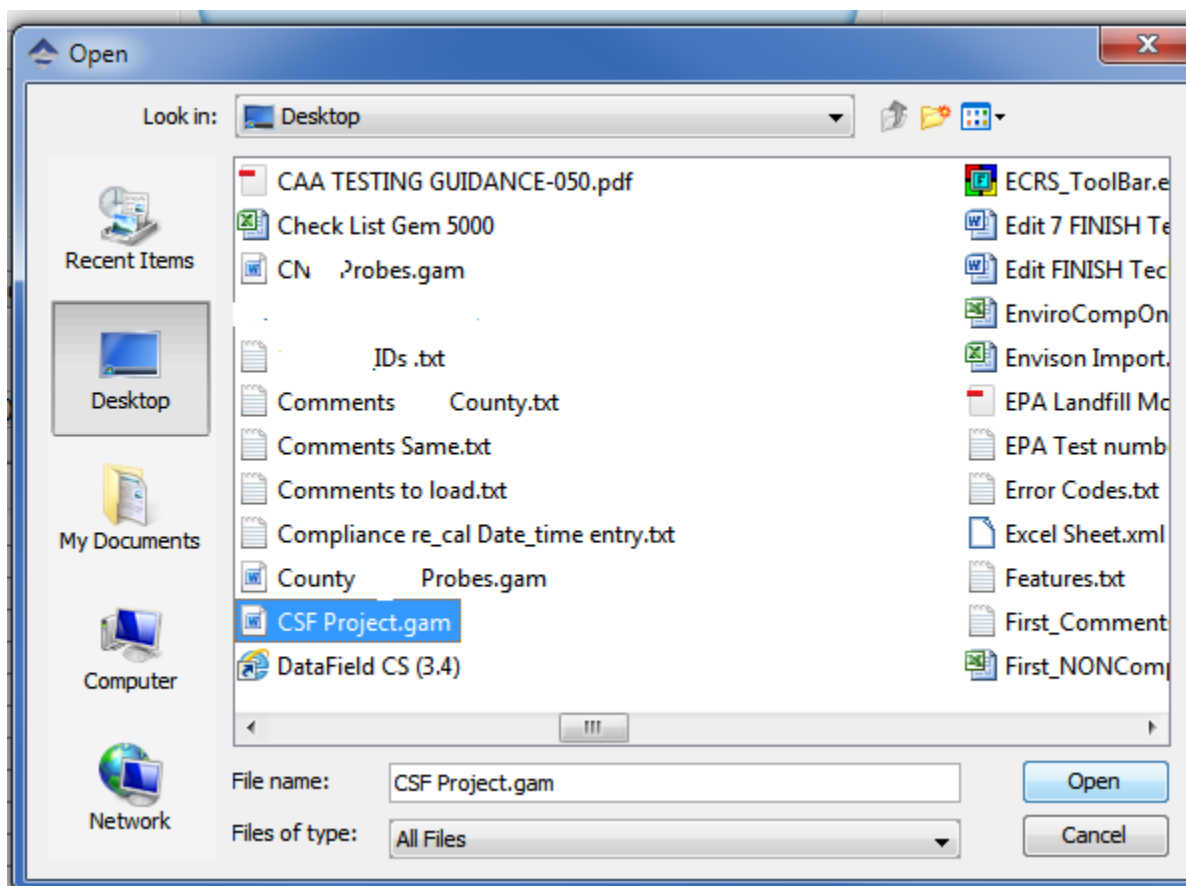 Open
Look in:
Desktop
Recent Items
Desktop
My Documents
Computer
Network
CAA TESTING GUIDANCE-050.pdf
Check List Gem 5000
CN Probes.gam
IDs .txt
Comments County.txt
Comments Same.txt
Comments to load.txt
Compliance re_cal Date_time entry.txt
County Probes.gam
CSF Project.gam
DataField CS (3.4)
ECRS_ToolBar.e
Edit 7 FINISH Te
Edit FINISH Tec
EnviroCompOn
Envison Import.
EPA Landfill Mo
EPA Test numb
Error Codes.txt
Excel Sheet.xml
Features.txt
First_Comment
First_NONComp
File name:
CSF Project.gam
Open
Files of type:
All Files
Cancel